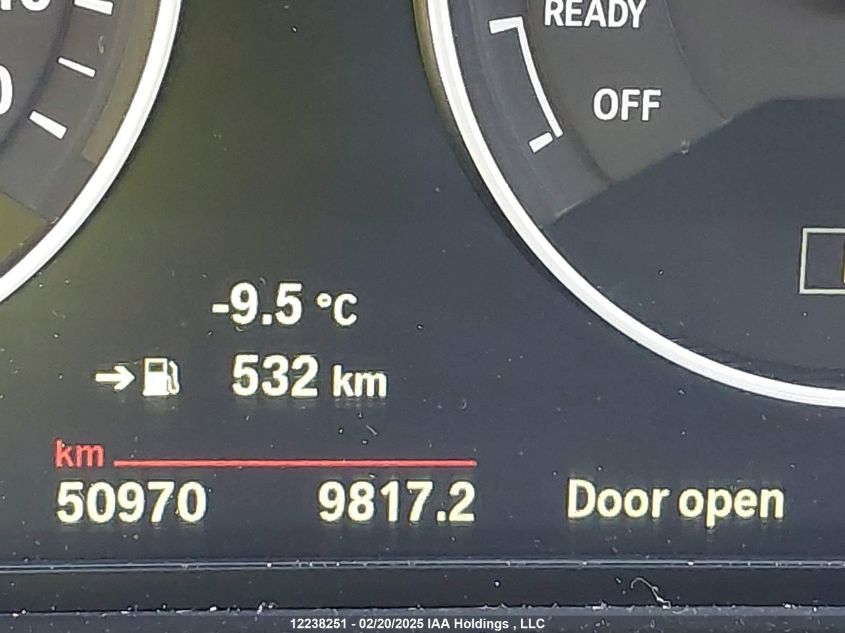 READY
OFF
-9.5 °C
532 km
km
50970 9817.2 Door open
12238251 - 02/20/2025 IAA Holdings , LLC